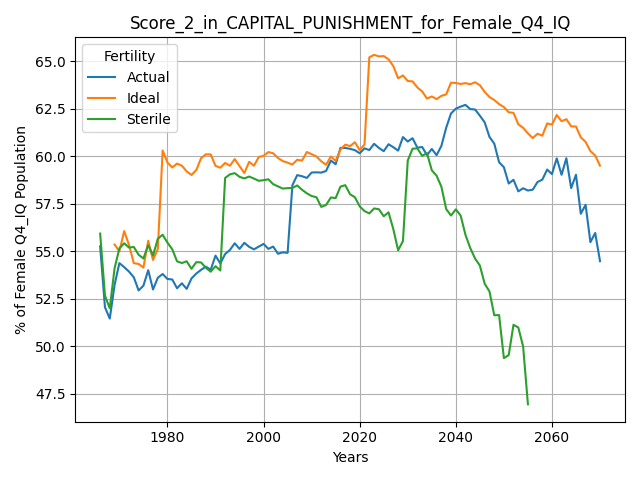 Score_2_in_CAPITAL_PUNISHMENT_for_Female_Q4_IQ
Fertility
Actual
Ideal
Sterile
% of Female Q4_IQ Population
65.0
62.5
60.0
57.5
55.0
52.5
50.0
47.5
1980
2000
2020
2040
2060
Years